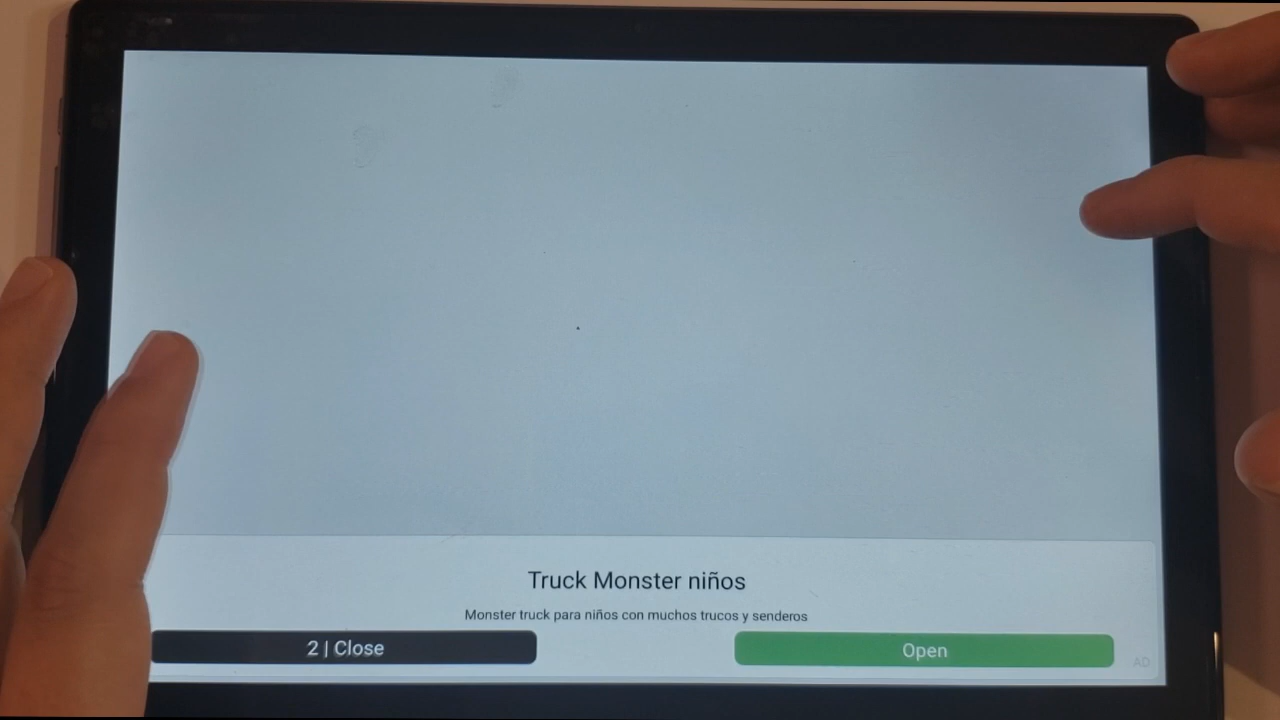 Truck Monster niños
Monster truck para niños con muchos trucos y senderos
2 | Close
Open
AD